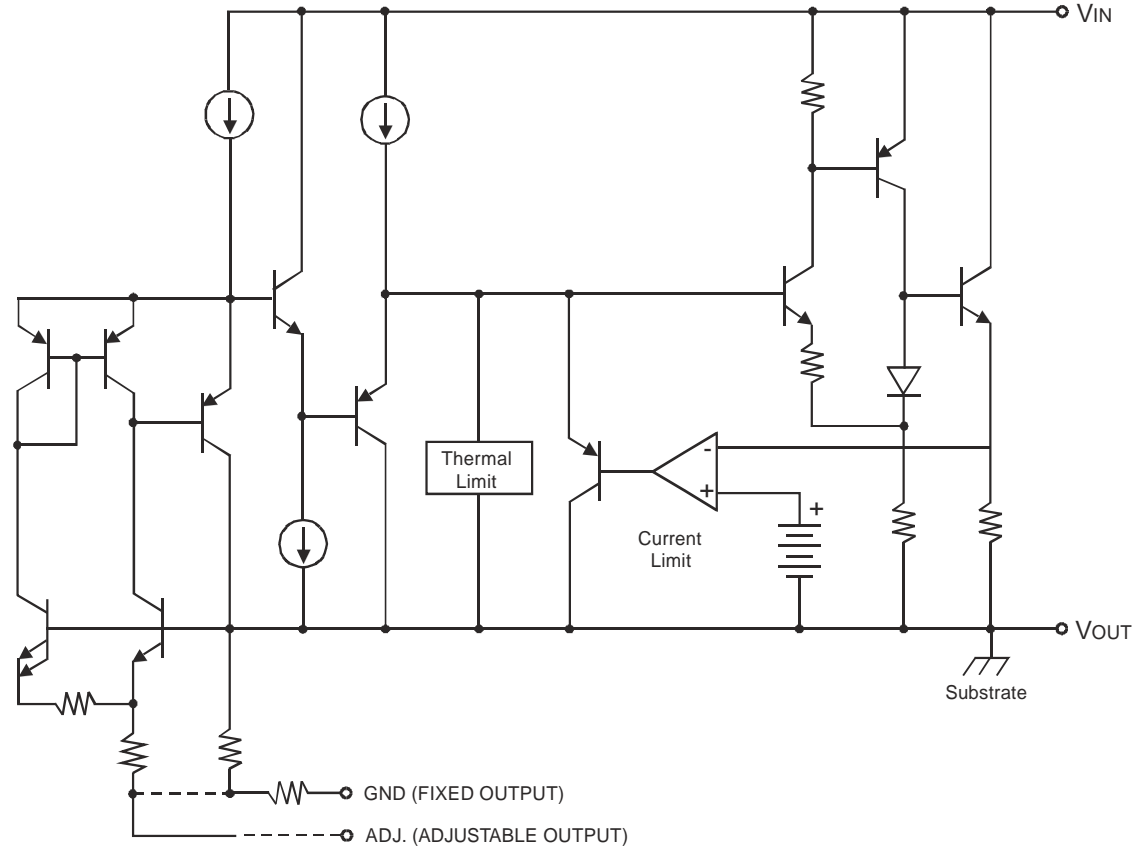 VIN
Thermal
Limit
-
+
Current
Limit
+
VOUT
Substrate
GND (FIXED OUTPUT)
ADJ. (ADJUSTABLE OUTPUT)